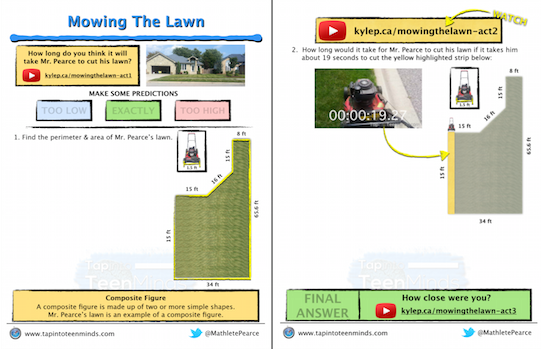 Mowing The Lawn
How long do you think it will
take Mr. Pearce to cut his lawn?
kylep.ca/mowingthelawn-act1
MAKE SOME PREDICTIONS
TOO LOW
EXACTLY
TOO HIGH
1. Find the perimeter & area of Mr. Pearce's lawn.
8 ft
15 ft
16 ft
15 ft
15 ft
65.6 ft
34 ft
Composite Figure
A composite figure is made up of two or more simple shapes.
Mr. Pearce's lawn is an example of a composite figure.
www.tapintoteenminds.com
@MathletePearce
kylep.ca/mowingthelawn-act2
WATCH
2. How long would it take for Mr. Pearce to cut his lawn if it takes him
about 19 seconds to cut the yellow highlighted strip below:
00:00:19.27
8 ft
15 ft
16 ft
15 ft
15 ft
65.6 ft
34 ft
FINAL
ANSWER
How close were you?
kylep.ca/mowingthelawn-act3
www.tapintoteenminds.com
@MathletePearce